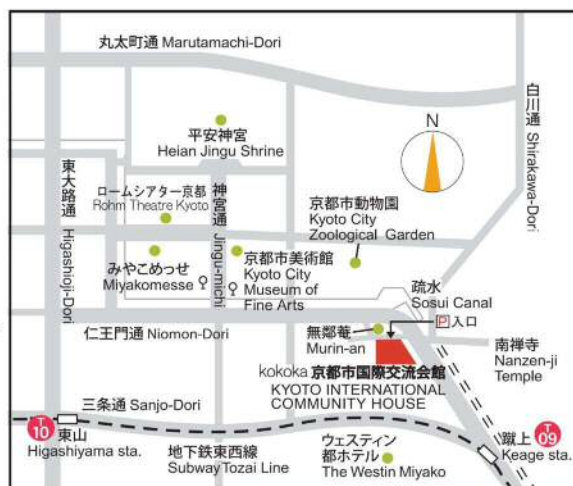 丸太町通 Marutamachi-Dori
白川通 Shirakawa-Dori
N
平安神宮
Heian Jingu Shrine
東大路通 Higashioji-Dori
ロームシアター京都
Rohm Theatre Kyoto
神宮通 Jingu-michi
京都市動物園
Kyoto City
Zoological Garden
みやこめっせ
Miyakomesse
京都市美術館
Kyoto City
Museum of
Fine Arts
疏水
Sosui Canal
仁王門通 Niomon-Dori
無鄰菴
Murin-an
P入口
南禅寺
Nanzen-ji
Temple
kokoka 京都市国際交流会館
KYOTO INTERNATIONAL
COMMUNITY HOUSE
三条通 Sanjo-Dori
T
10
東山
Higashiyama sta.
地下鉄東西線
Subway Tozai Line
ウェスティン
都ホテル
The Westin Miyako
T
09
蹴上
Keage sta.